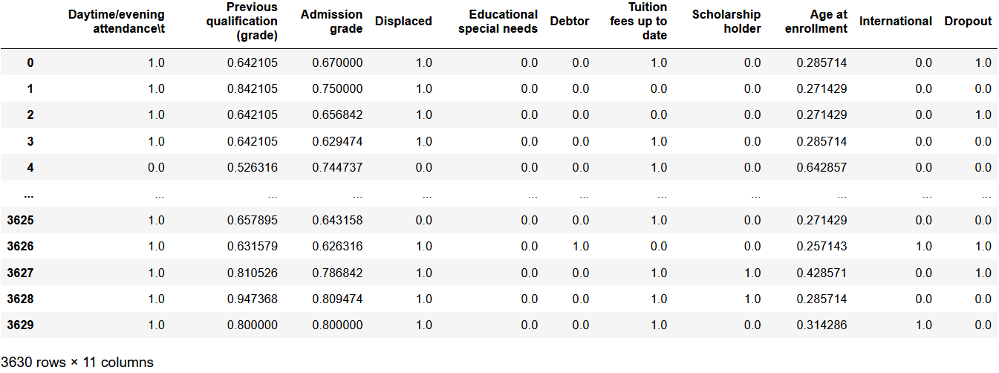 Daytime/evening attendance\t Previous qualification (grade) Admission grade Displaced Educational special needs Debtor Tuition fees up to date Scholarship holder Age at enrollment International Dropout
0 1.0 0.642105 0.670000 1.0 0.0 0.0 1.0 0.0 0.285714 0.0 1.0
1 1.0 0.842105 0.750000 1.0 0.0 0.0 0.0 0.0 0.271429 0.0 0.0
2 1.0 0.642105 0.656842 1.0 0.0 0.0 0.0 0.0 0.271429 0.0 1.0
3 1.0 0.642105 0.629474 1.0 0.0 0.0 1.0 0.0 0.285714 0.0 0.0
4 0.0 0.526316 0.744737 0.0 0.0 0.0 1.0 0.0 0.642857 0.0 0.0
... ... ... ... ... ... ... ... ... ... ... ...
3625 1.0 0.657895 0.643158 0.0 0.0 0.0 1.0 0.0 0.271429 0.0 0.0
3626 1.0 0.631579 0.626316 1.0 0.0 1.0 0.0 0.0 0.257143 1.0 1.0
3627 1.0 0.810526 0.786842 1.0 0.0 0.0 1.0 1.0 0.428571 0.0 1.0
3628 1.0 0.947368 0.809474 1.0 0.0 0.0 1.0 1.0 0.285714 0.0 0.0
3629 1.0 0.800000 0.800000 1.0 0.0 0.0 1.0 0.0 0.314286 1.0 0.0
3630 rows × 11 columns